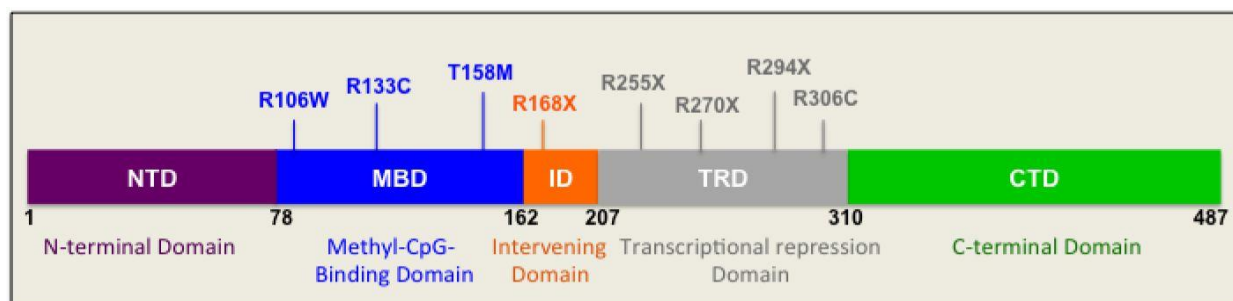 T158M
R294X
R133C
R255X
R106W
R168X
R270X
R306C
NTD
MBD
ID
TRD
CTD
1
78
162
207
310
487
N-terminal Domain
Methyl-CpG-
Binding Domain
Intervening
Domain
Transcriptional repression
Domain
C-terminal Domain